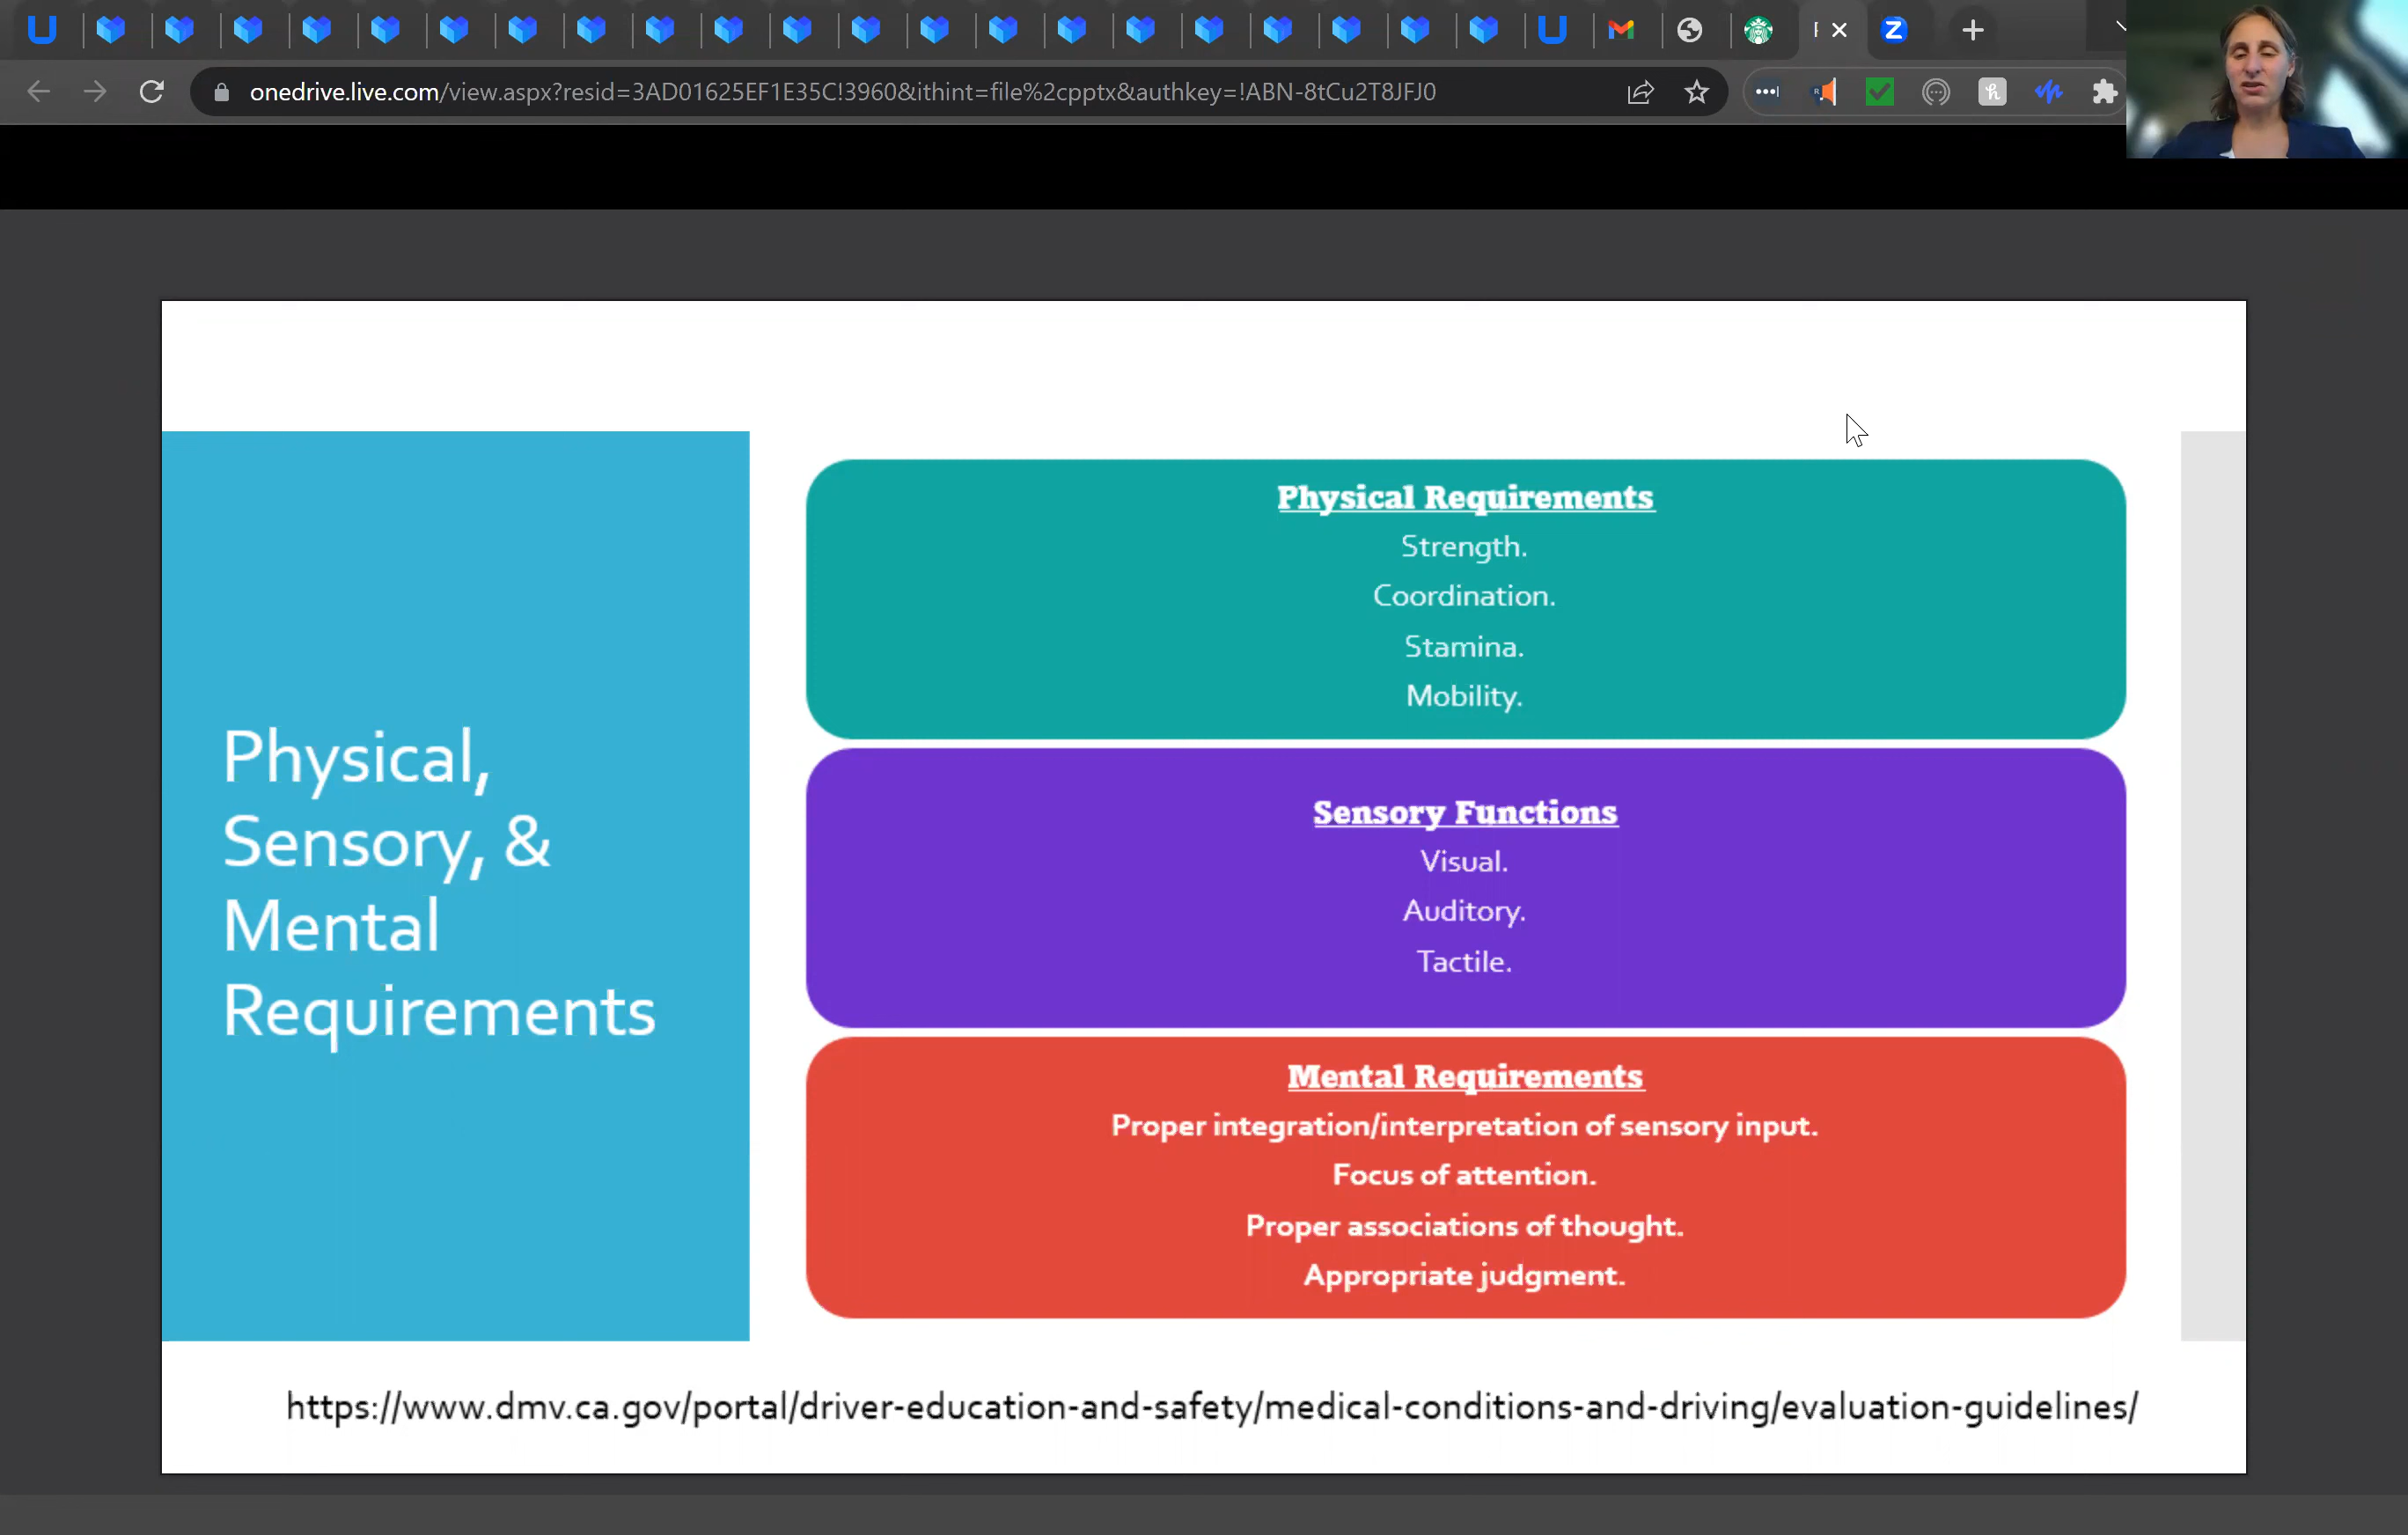 onedrive.live.com/view.aspx?resid=3AD01625EF1E35C!3960&ithint=file%2cpptx&authkey=!ABN-8tCu2T8JFJ0
Physical,
Sensory, &
Mental
Requirements
Physical Requirements
Strength.
Coordination.
Stamina.
Mobility.
Sensory Functions
Visual.
Auditory.
Tactile.
Mental Requirements
Proper integration/interpretation of sensory input.
Focus of attention.
Proper associations of thought.
Appropriate judgment.
https://www.dmv.ca.gov/portal/driver-education-and-safety/medical-conditions-and-driving/evaluation-guidelines/